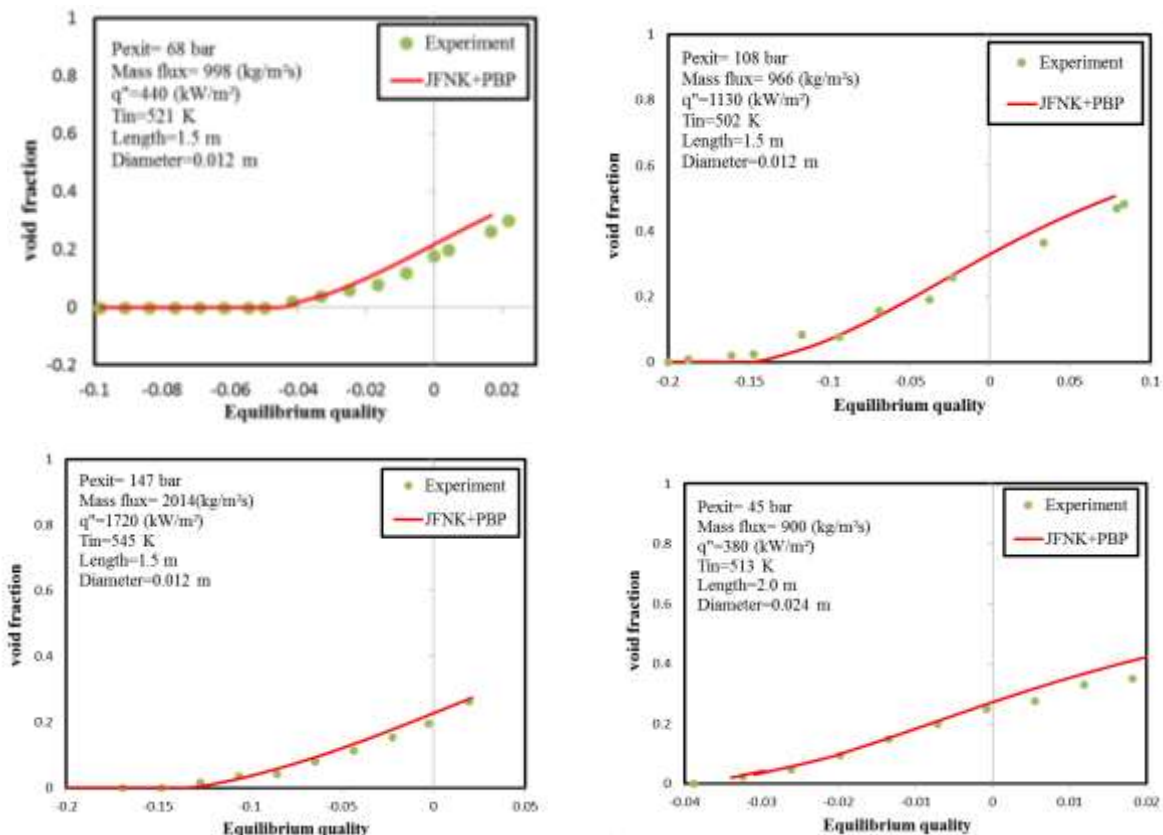 1
0.8
0.6
0.4
0.2
0
-0.2
void fraction
Pexit= 68 bar
Mass flux= 998 (kg/m²s)
q"=440 (kW/m²)
Tin=521 K
Length=1.5 m
Diameter=0.012 m
Experiment
JFNK+PBP
-0.1 -0.08 -0.06 -0.04 -0.02 0 0.02
Equilibrium quality
1
0.8
0.6
0.4
0.2
0
void fraction
Pexit= 108 bar
Mass flux= 966 (kg/m²s)
q"=1130 (kW/m²)
Tin=502 K
Length=1.5 m
Diameter=0.012 m
Experiment
JFNK+PBP
-0.2 -0.15 -0.1 -0.05 0 0.05 0.1
Equilibrium quality
1
0.8
0.6
0.4
0.2
0
void fraction
Pexit= 147 bar
Mass flux= 2014(kg/m²s)
q"=1720 (kW/m²)
Tin=545 K
Length=1.5 m
Diameter=0.012 m
Experiment
JFNK+PBP
-0.2 -0.15 -0.1 -0.05 0 0.05
Equilibrium quality
1
0.8
0.6
0.4
0.2
0
void fraction
Pexit= 45 bar
Mass flux= 900 (kg/m²s)
q"=380 (kW/m²)
Tin=513 K
Length=2.0 m
Diameter=0.024 m
Experiment
JFNK+PBP
-0.04 -0.03 -0.02 -0.01 0 0.01 0.02
Equilibrium quality